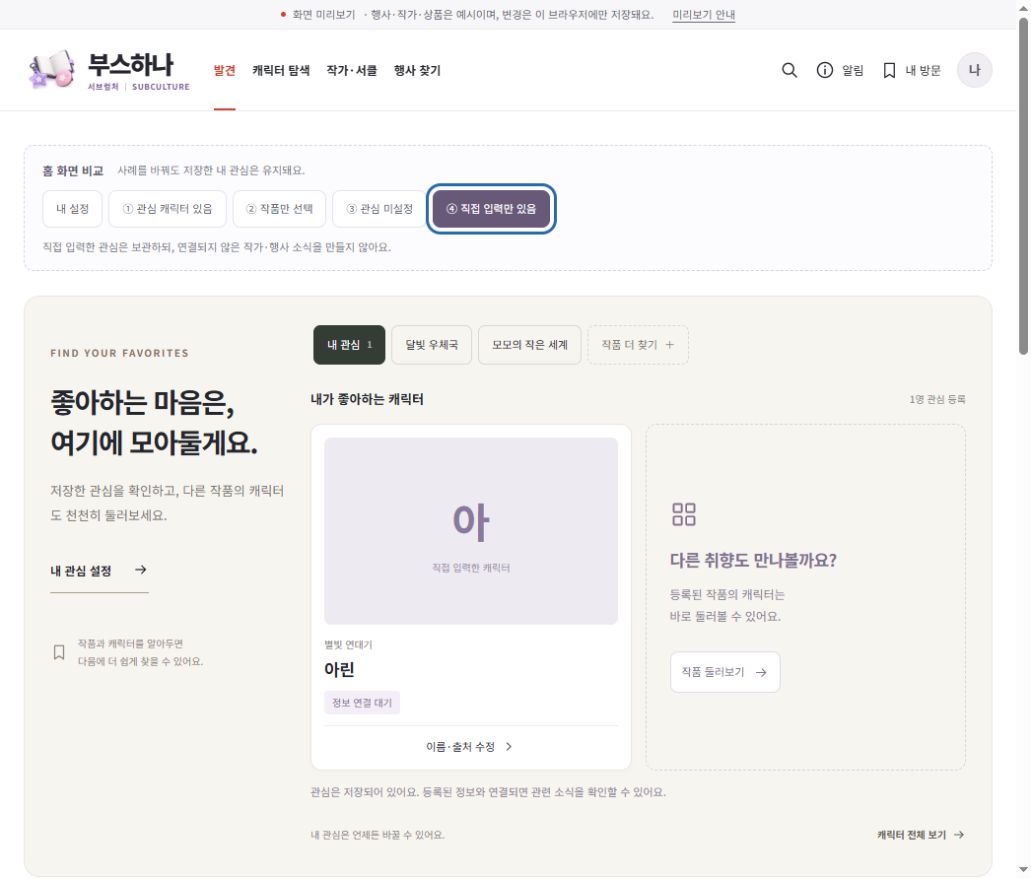 화면 미리보기 · 행사·작가·상품은 예시이며, 변경은 이 브라우저에만 저장돼요. 미리보기 안내
부스하나
서브컬처 | SUBCULTURE
발견 캐릭터 탐색 작가·서클 행사 찾기
알림 내 방문 나
홈 화면 비교 사례를 바꿔도 저장한 내 관심은 유지돼요.
내 설정 ① 관심 캐릭터 있음 ② 작품만 선택 ③ 관심 미설정 ④ 직접 입력만 있음
직접 입력한 관심은 보관하되, 연결되지 않은 작가·행사 소식을 만들지 않아요.
FIND YOUR FAVORITES
좋아하는 마음은,
여기에 모아둘게요.
저장한 관심을 확인하고, 다른 작품의 캐릭터
도 천천히 둘러보세요.
내 관심 설정 →
작품과 캐릭터를 알아두면
다음에 더 쉽게 찾을 수 있어요.
내 관심 1 달빛 우체국 모모의 작은 세계 작품 더 찾기 +
내가 좋아하는 캐릭터 1명 관심 등록
아
직접 입력한 캐릭터
별빛 연대기
아린
정보 연결 대기
이름·출처 수정 >
다른 취향도 만나볼까요?
등록된 작품의 캐릭터는
바로 둘러볼 수 있어요.
작품 둘러보기 →
관심은 저장되어 있어요. 등록된 정보와 연결되면 관련 소식을 확인할 수 있어요.
내 관심은 언제든 바꿀 수 있어요. 캐릭터 전체 보기 →